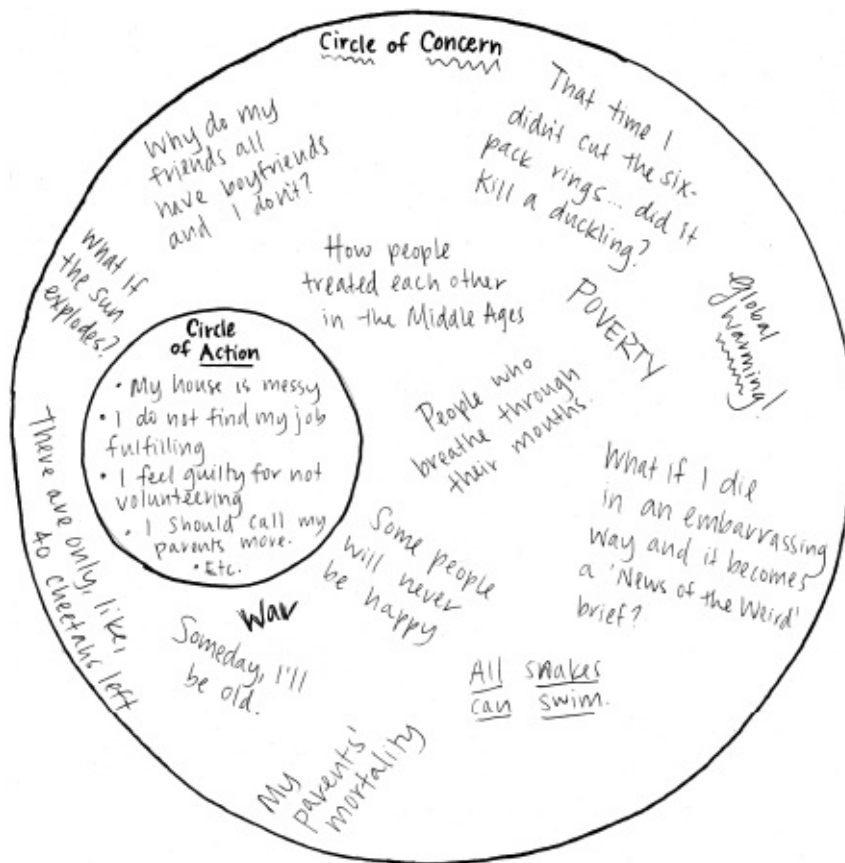 Circle of Concern
Why do my
friends all
have boyfriends
and I don't?
That time I
didn't cut the six-
pack rings... did it
kill a duckling?
What if
the sun
explodes?
How people
treated each other
in the Middle Ages
POVERTY
Global
Warming!
Circle
of Action
• My house is messy
• I do not find my job
fulfilling
• I feel guilty for not
volunteering
• I should call my
parents more.
• Etc.
People who
breathe through
their mouths.
There are only, like,
40 cheetahs left
Some people
will never
be happy
What if I die
in an embarrassing
way and it becomes
a 'News of the Weird'
brief?
War
Someday, I'll
be old.
All snakes
can swim.
My
parents'
mortality